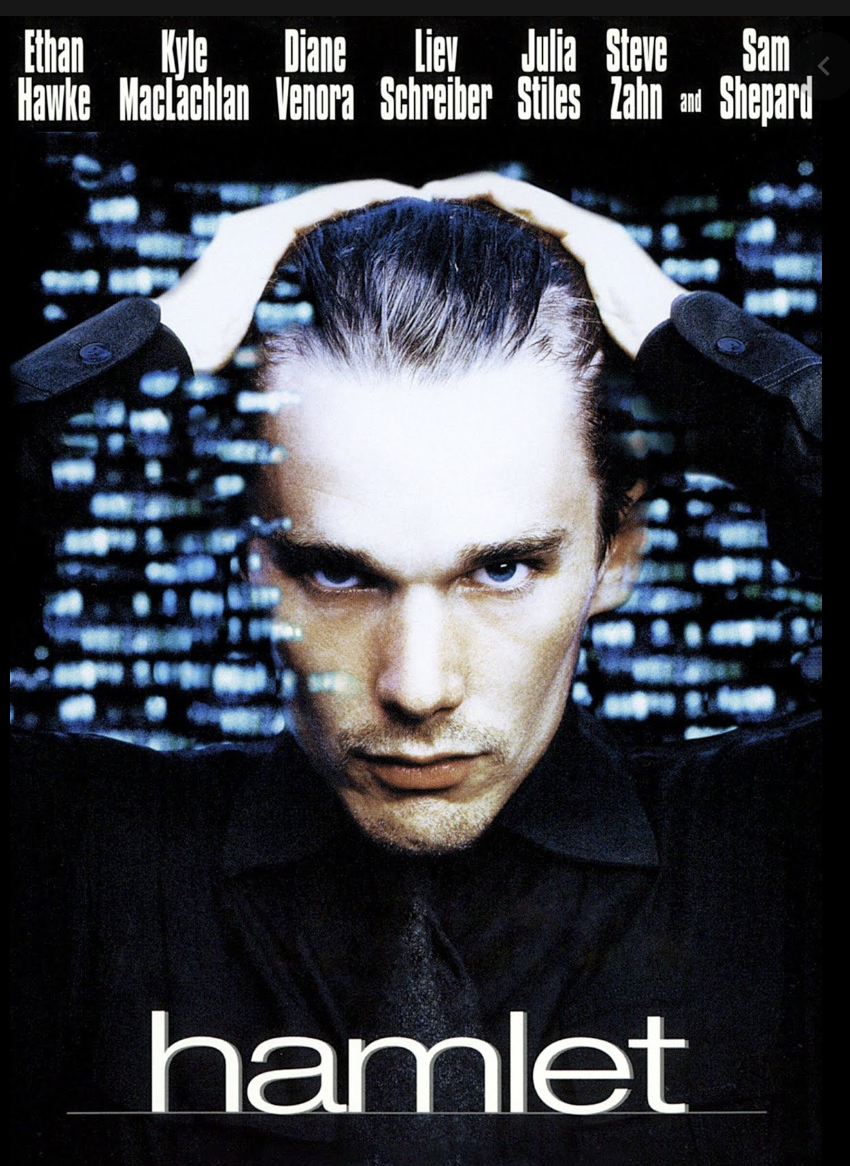 Ethan Kyle Diane Liev Julia Steve Sam
Hawke MacLachlan Venora Schreiber Stiles Zahn and Shepard
hamlet